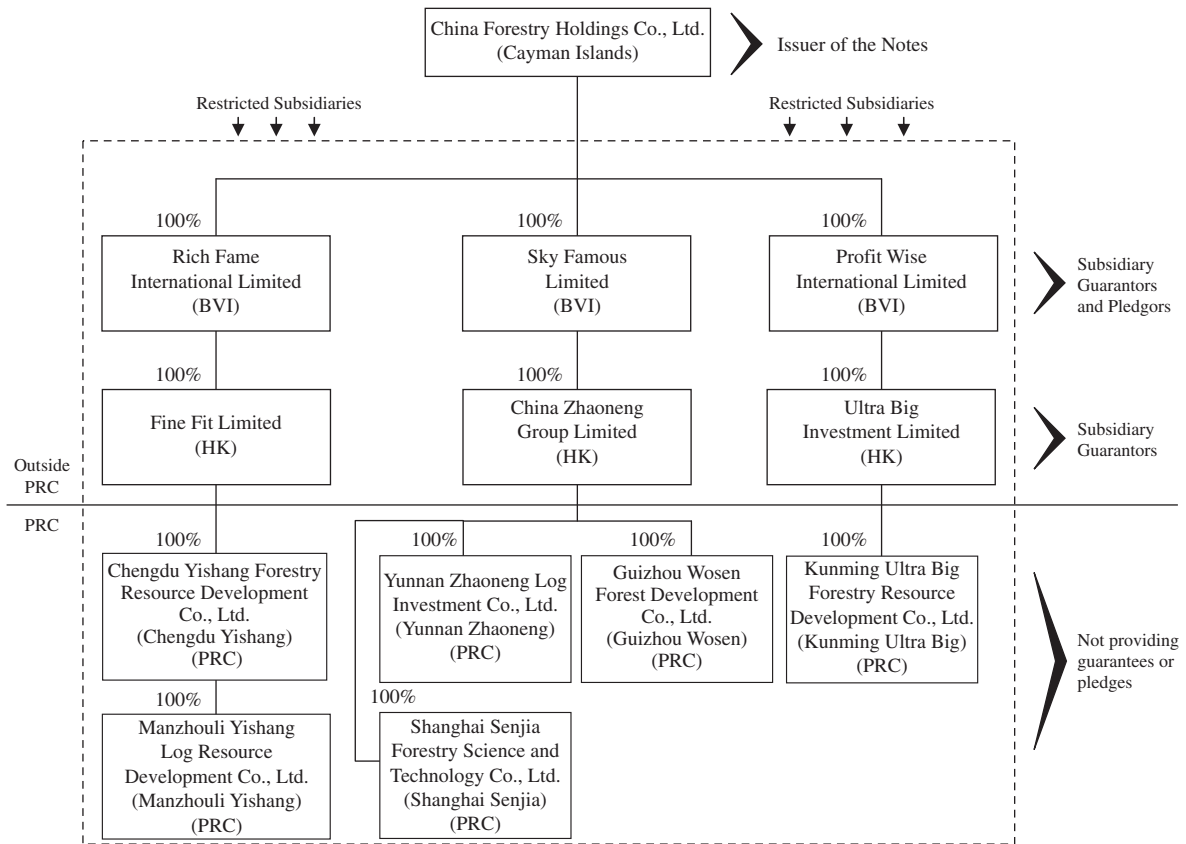 China Forestry Holdings Co., Ltd.
(Cayman Islands)
Issuer of the Notes
Restricted Subsidiaries
Restricted Subsidiaries
100%
Rich Fame
International Limited
(BVI)
100%
Sky Famous
Limited
(BVI)
100%
Profit Wise
International Limited
(BVI)
Subsidiary
Guarantors
and Pledgors
100%
Fine Fit Limited
(HK)
100%
China Zhaoneng
Group Limited
(HK)
100%
Ultra Big
Investment Limited
(HK)
Subsidiary
Guarantors
Outside
PRC
PRC
100%
Chengdu Yishang Forestry
Resource Development
Co., Ltd.
(Chengdu Yishang)
(PRC)
100%
Yunnan Zhaoneng Log
Investment Co., Ltd.
(Yunnan Zhaoneng)
(PRC)
100%
Guizhou Wosen
Forest Development
Co., Ltd.
(Guizhou Wosen)
(PRC)
100%
Kunming Ultra Big
Forestry Resource
Development Co., Ltd.
(Kunming Ultra Big)
(PRC)
Not providing
guarantees or
pledges
100%
Manzhouli Yishang
Log Resource
Development Co., Ltd.
(Manzhouli Yishang)
(PRC)
100%
Shanghai Senjia
Forestry Science and
Technology Co., Ltd.
(Shanghai Senjia)
(PRC)